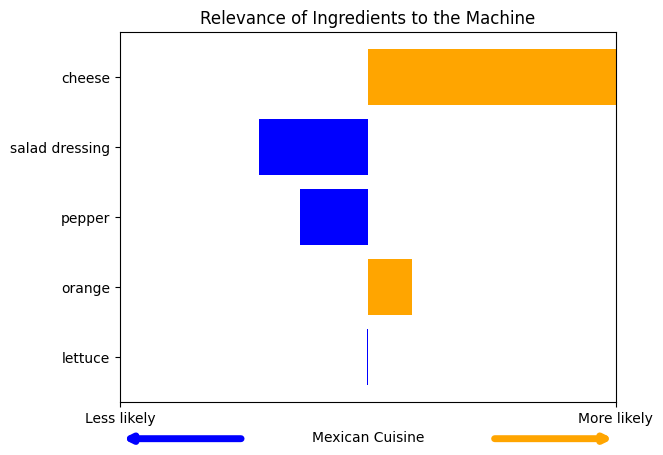 Relevance of Ingredients to the Machine
cheese
salad dressing
pepper
orange
lettuce
Less likely
More likely
Mexican Cuisine